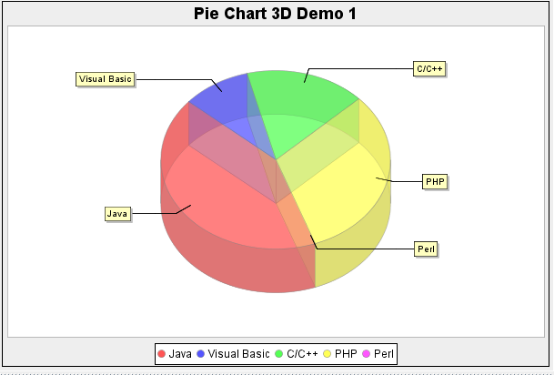 Pie Chart 3D Demo 1
C/C++
Visual Basic
PHP
Java
Perl
Java Visual Basic C/C++ PHP Perl